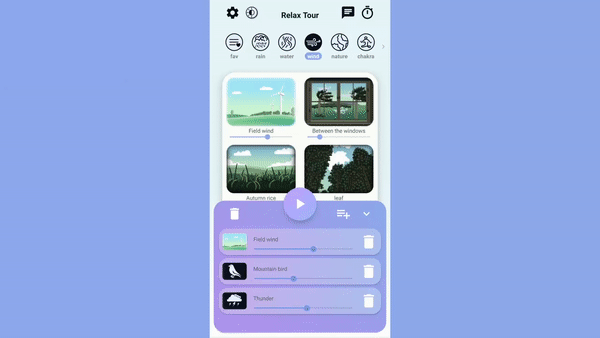 Relax Tour
fav rain water wind nature chakra
Field wind Between the windows
Autumn rice leaf
Field wind
Mountain bird
Thunder